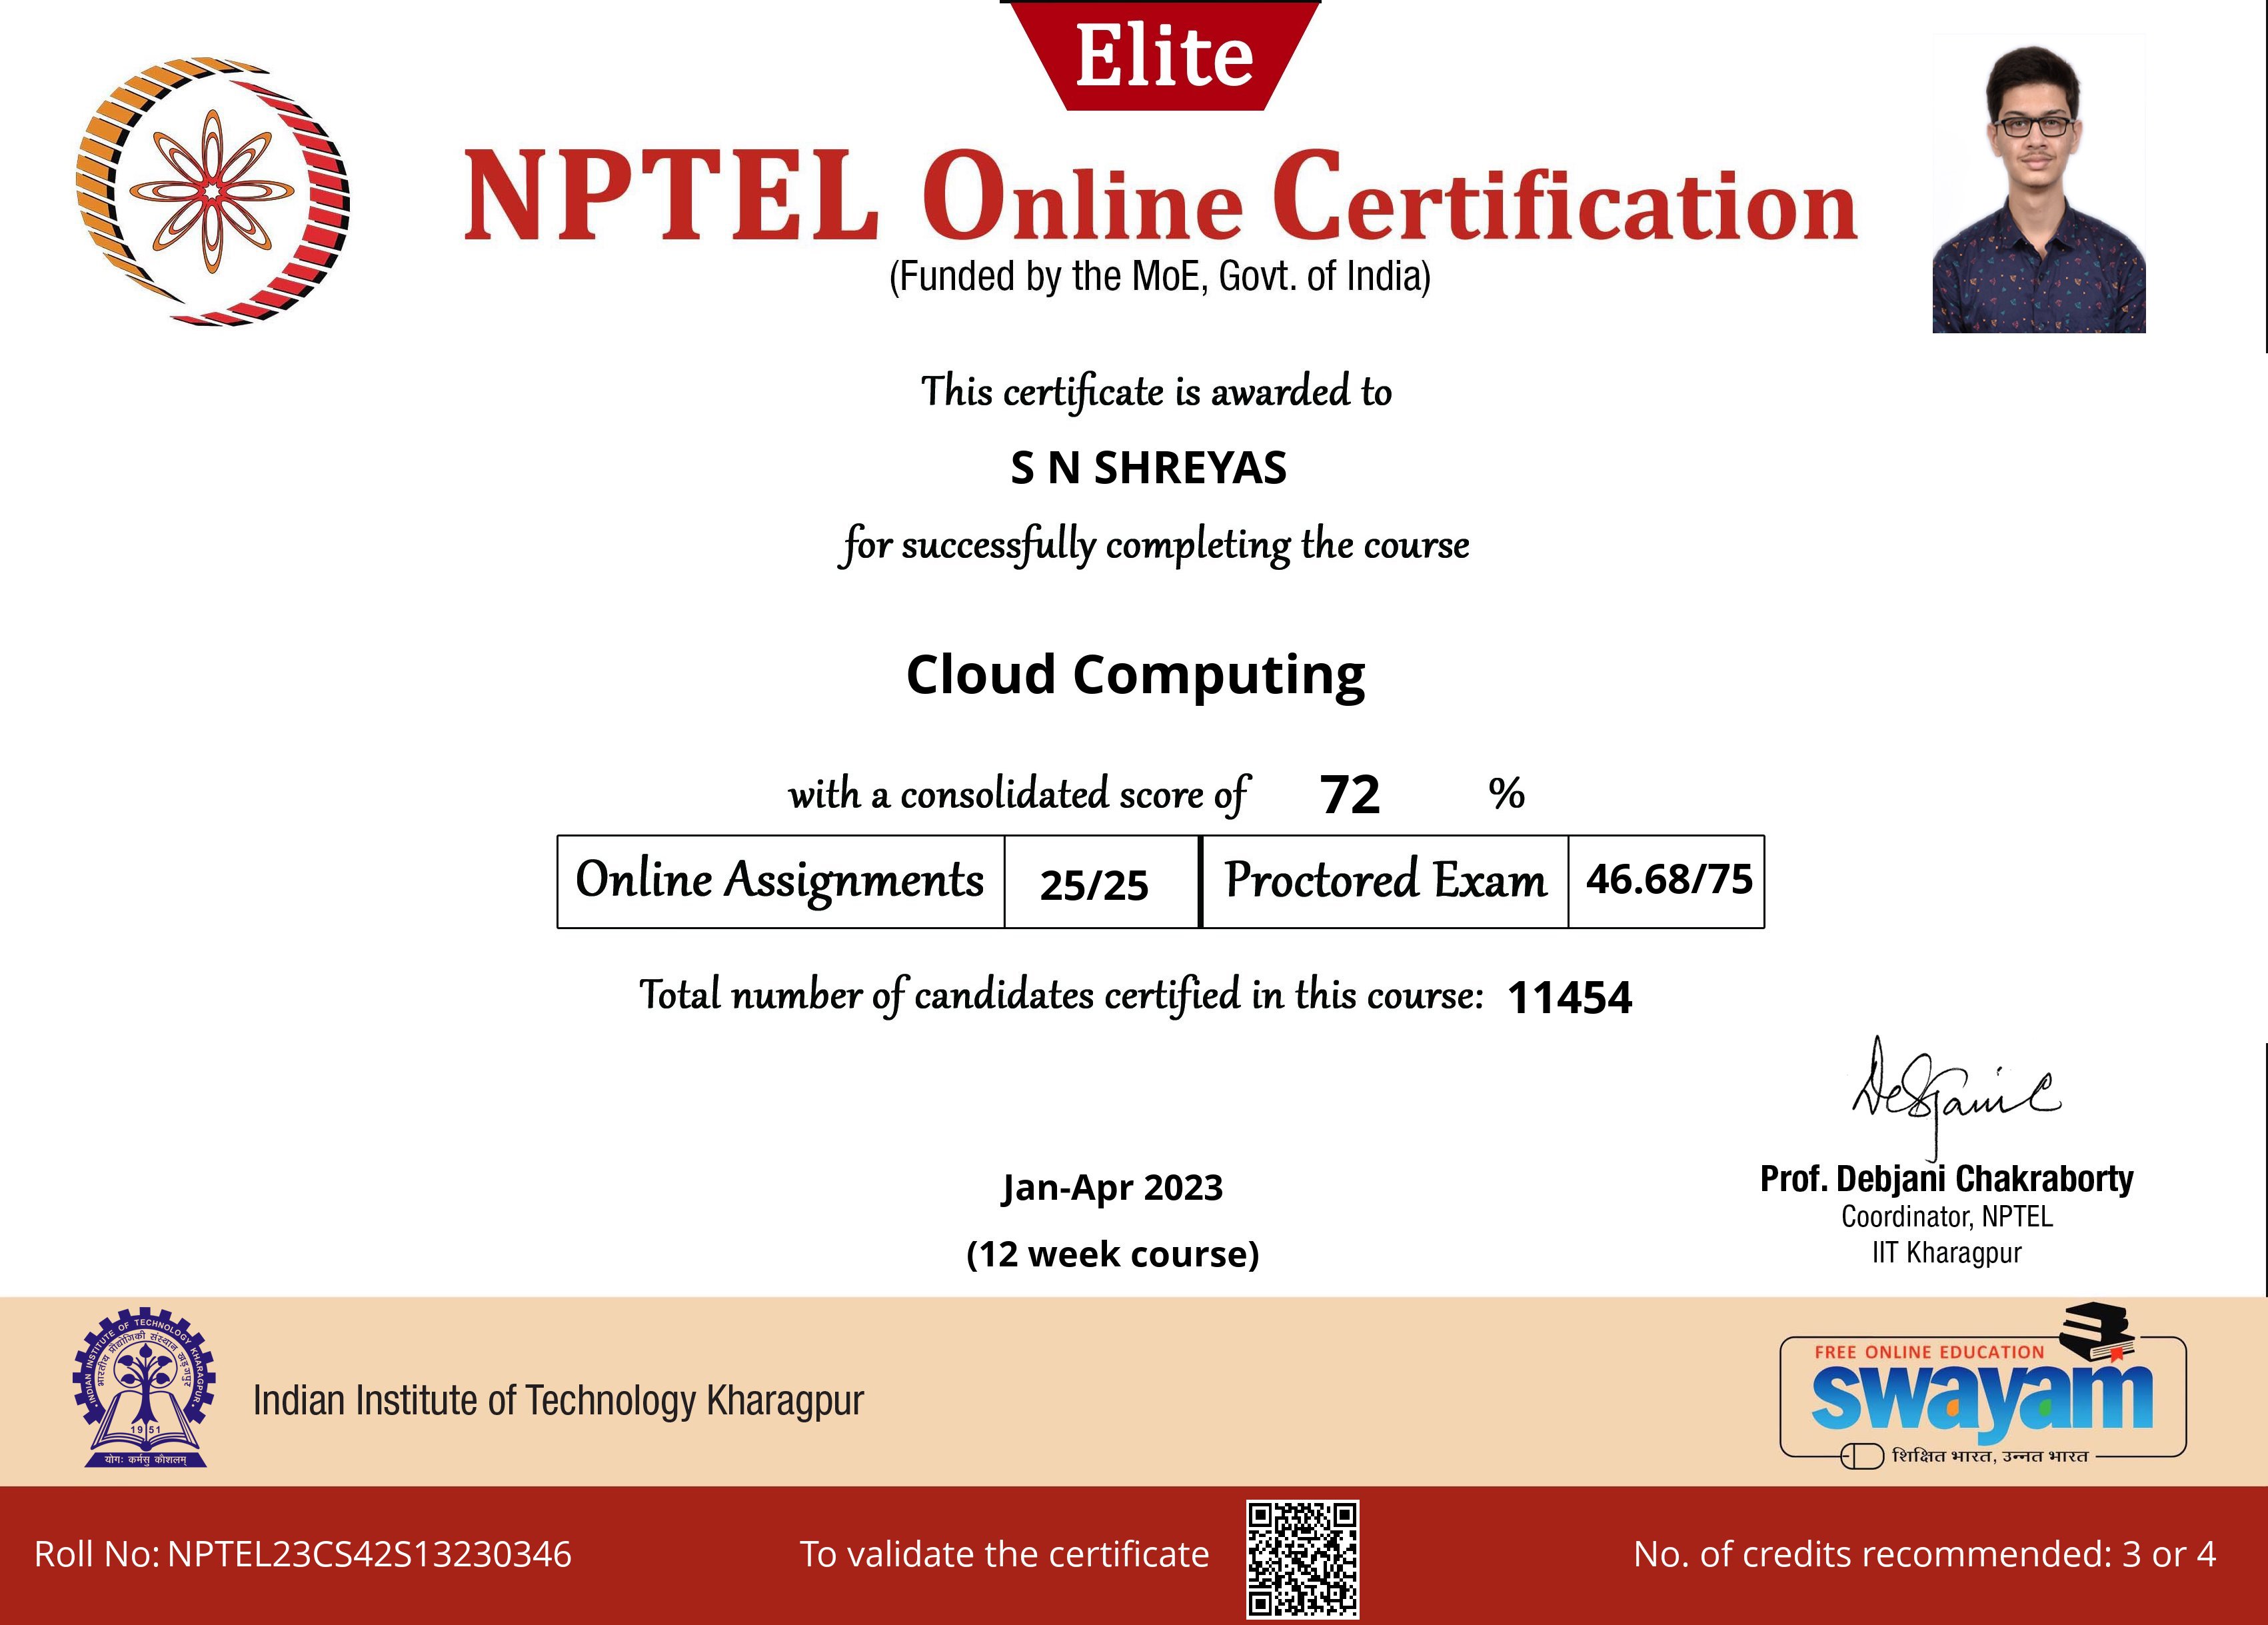 Elite
NPTEL Online Certification
(Funded by the MoE, Govt. of India)
This certificate is awarded to
S N SHREYAS
for successfully completing the course
Cloud Computing
with a consolidated score of 72 %
Online Assignments 25/25 Proctored Exam 46.68/75
Total number of candidates certified in this course: 11454
Debjani C
Prof. Debjani Chakraborty
Coordinator, NPTEL
IIT Kharagpur
Jan-Apr 2023
(12 week course)
INDIAN INSTITUTE OF TECHNOLOGY KHARAGPUR
भारतीय प्रौद्योगिकी संस्थान खड़गपुर
1951
योगः कर्मसु कौशलम्
Indian Institute of Technology Kharagpur
FREE ONLINE EDUCATION
swayam
शिक्षित भारत, उन्नत भारत
Roll No: NPTEL23CS42S13230346
To validate the certificate
No. of credits recommended: 3 or 4